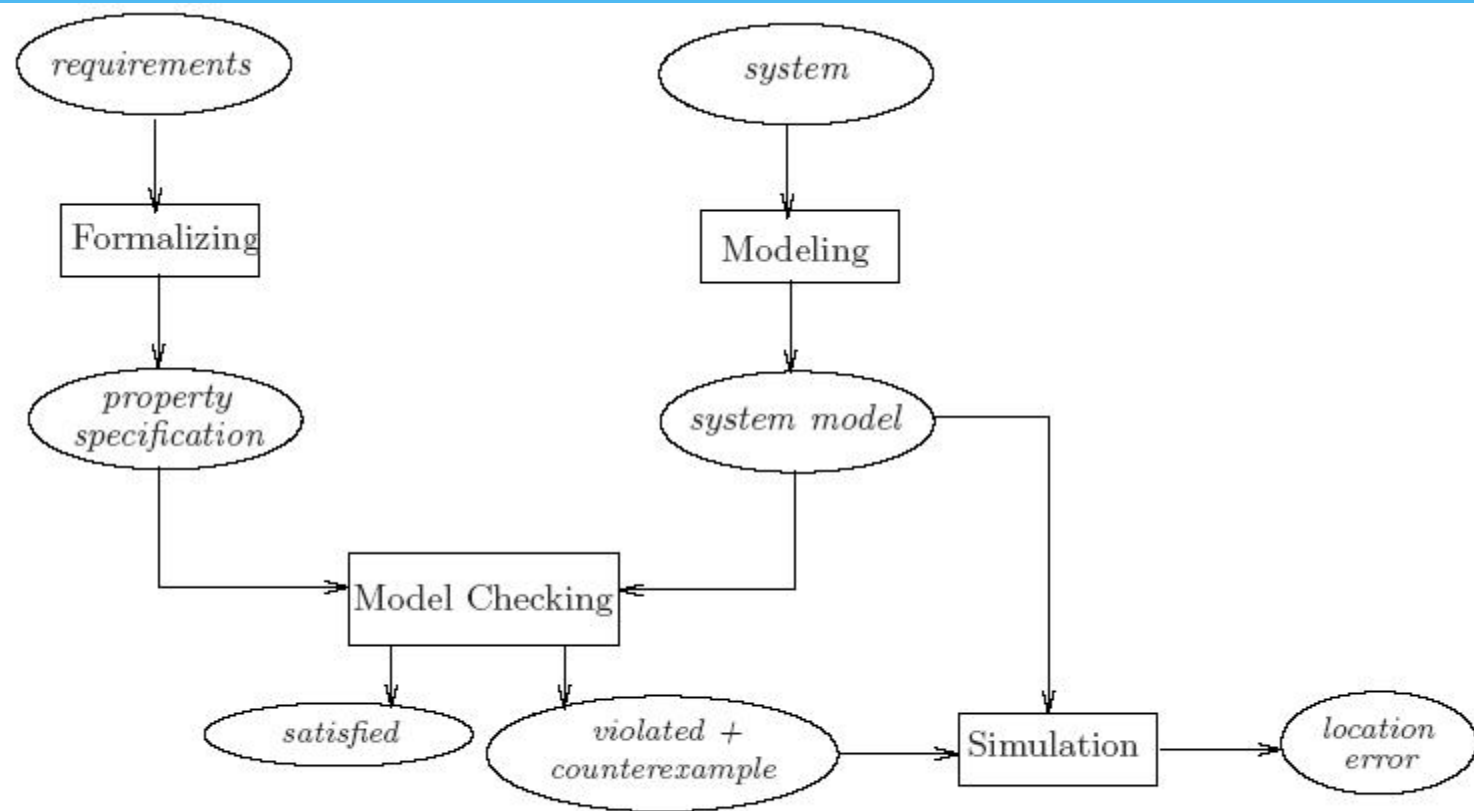 requirements
system
Formalizing
Modeling
property
specification
system model
Model Checking
satisfied
violated +
counterexample
Simulation
location
error